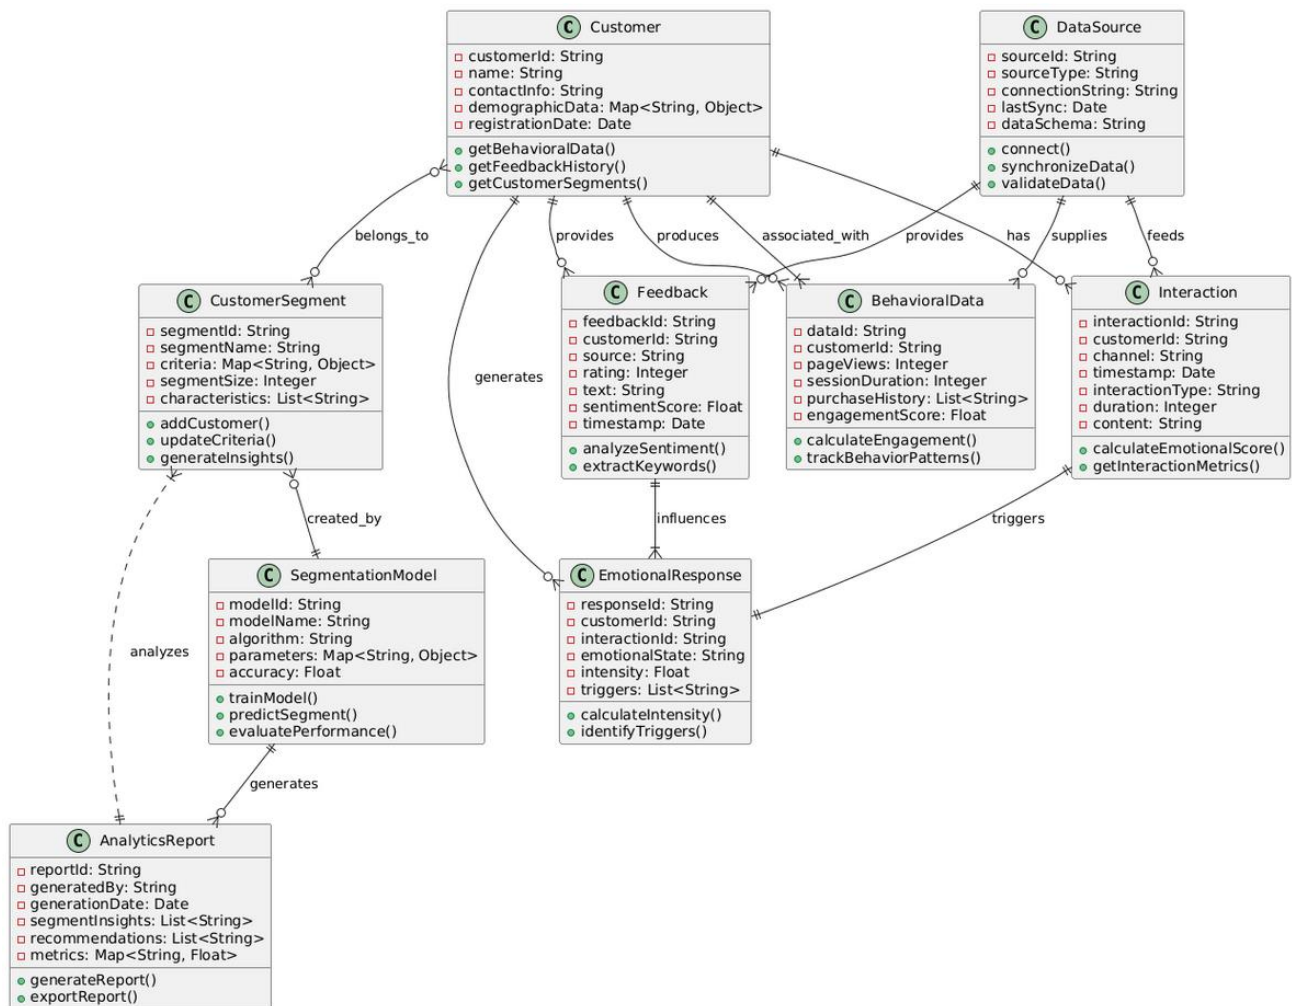 C Customer
customerId: String
name: String
contactInfo: String
demographicData: Map<String, Object>
registrationDate: Date
getBehavioralData()
getFeedbackHistory()
getCustomerSegments()
C DataSource
sourceId: String
sourceType: String
connectionString: String
lastSync: Date
dataSchema: String
connect()
synchronizeData()
validateData()
belongs_to
provides
produces
associated_with
provides
has
supplies
feeds
C CustomerSegment
segmentId: String
segmentName: String
criteria: Map<String, Object>
segmentSize: Integer
characteristics: List<String>
addCustomer()
updateCriteria()
generateInsights()
generates
C Feedback
feedbackId: String
customerId: String
source: String
rating: Integer
text: String
sentimentScore: Float
timestamp: Date
analyzeSentiment()
extractKeywords()
C BehavioralData
dataId: String
customerId: String
pageViews: Integer
sessionDuration: Integer
purchaseHistory: List<String>
engagementScore: Float
calculateEngagement()
trackBehaviorPatterns()
C Interaction
interactionId: String
customerId: String
channel: String
timestamp: Date
interactionType: String
duration: Integer
content: String
calculateEmotionalScore()
getInteractionMetrics()
created_by
influences
triggers
analyzes
C SegmentationModel
modelId: String
modelName: String
algorithm: String
parameters: Map<String, Object>
accuracy: Float
trainModel()
predictSegment()
evaluatePerformance()
C EmotionalResponse
responseId: String
customerId: String
interactionId: String
emotionalState: String
intensity: Float
triggers: List<String>
calculateIntensity()
identifyTriggers()
generates
C AnalyticsReport
reportId: String
generatedBy: String
generationDate: Date
segmentInsights: List<String>
recommendations: List<String>
metrics: Map<String, Float>
generateReport()
exportReport()